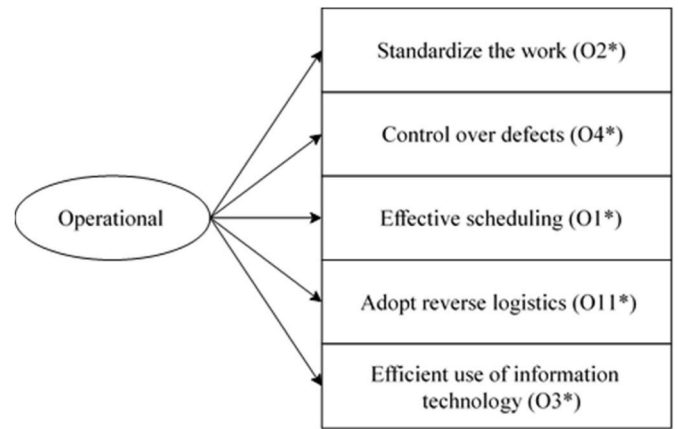 Standardize the work (O2*)
Control over defects (O4*)
Operational
Effective scheduling (O1*)
Adopt reverse logistics (O11*)
Efficient use of information
technology (O3*)